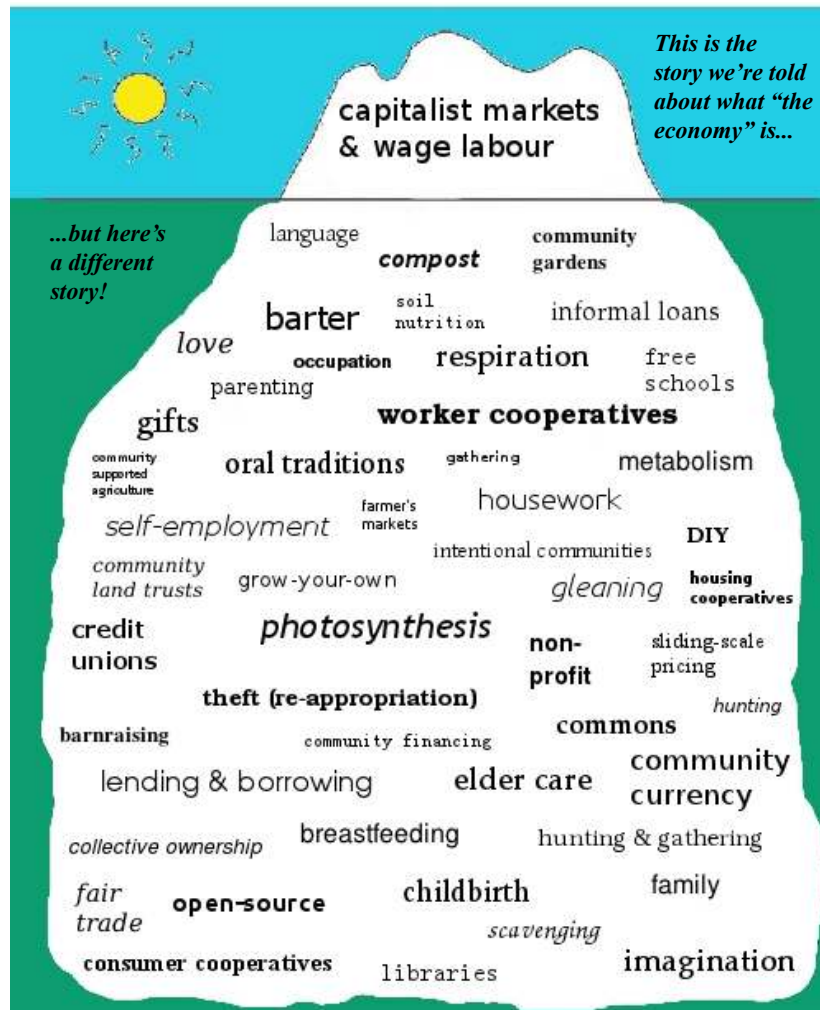 This is the
story we're told
about what "the
economy" is...
capitalist markets
& wage labour
...but here's
a different
story!
language
compost
community
gardens
barter
soil
nutrition
informal loans
love
occupation
respiration
free
schools
parenting
gifts
worker cooperatives
community
supported
agriculture
oral traditions
gathering
metabolism
self-employment
farmer's
markets
housework
DIY
intentional communities
community
land trusts
grow-your-own
gleaning
housing
cooperatives
credit
unions
photosynthesis
non-
profit
sliding-scale
pricing
theft (re-appropriation)
hunting
barnraising
community financing
commons
lending & borrowing
elder care
community
currency
collective ownership
breastfeeding
hunting & gathering
fair
trade
open-source
childbirth
family
scavenging
consumer cooperatives
libraries
imagination